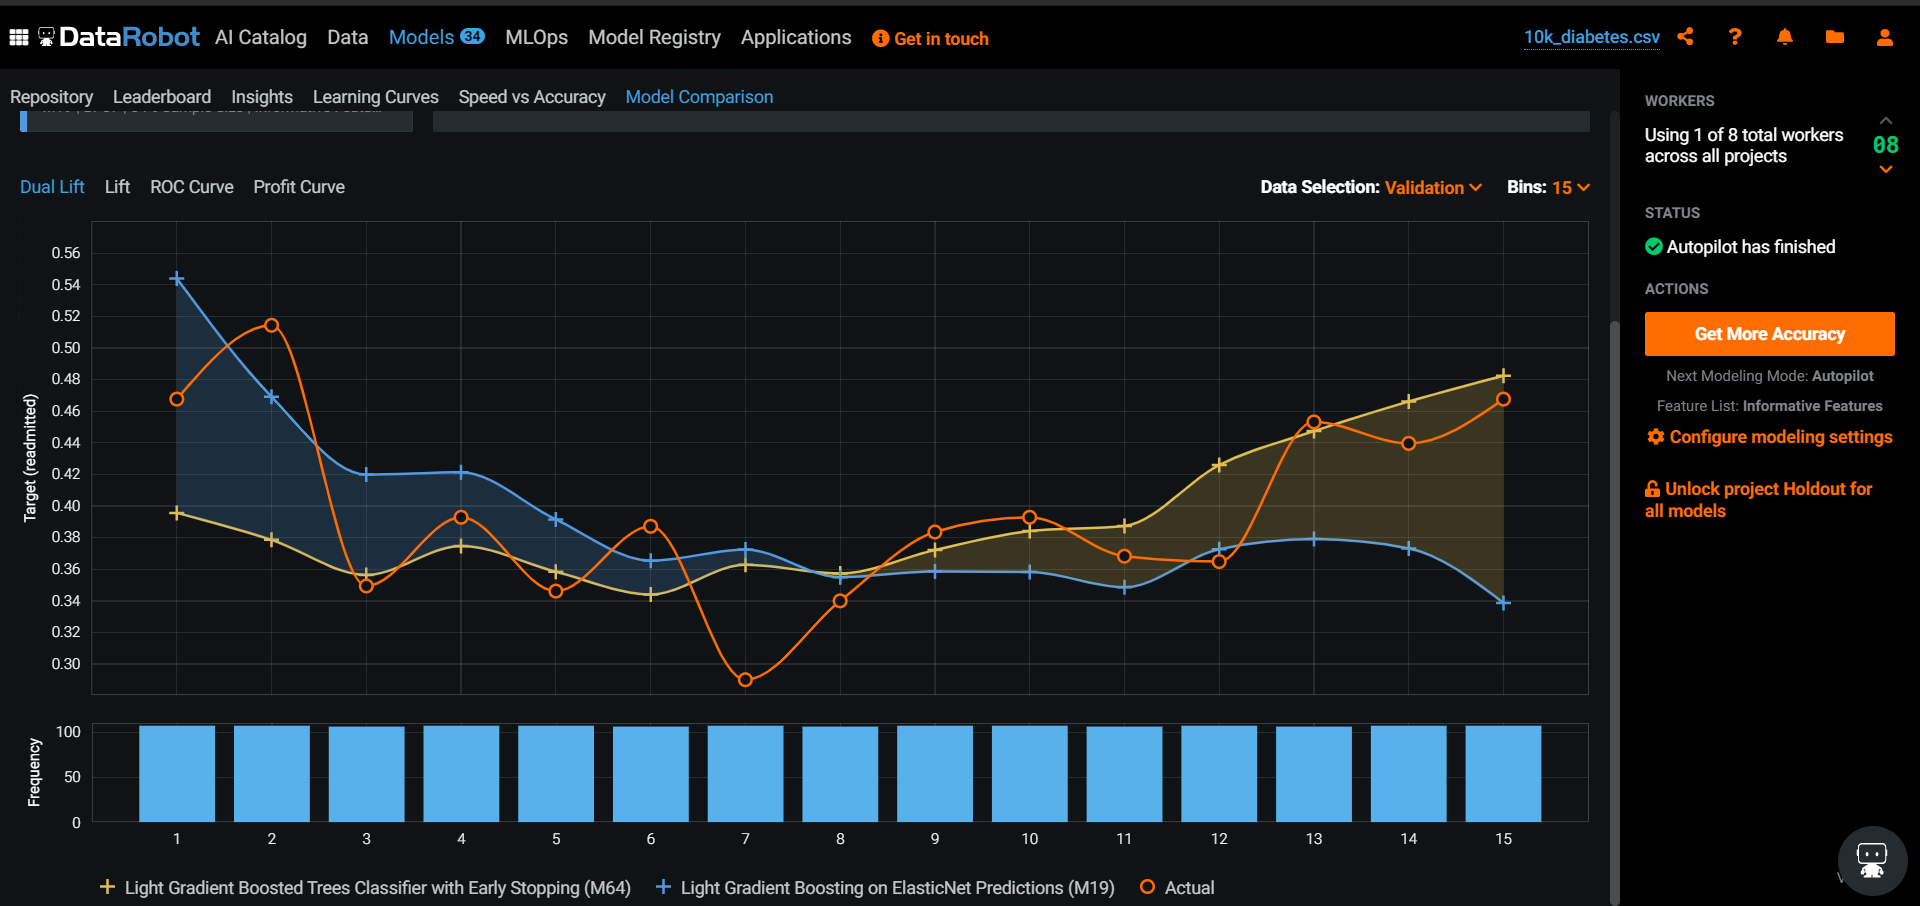 DataRobot AI Catalog Data Models 34 MLOps Model Registry Applications Get in touch 10k_diabetes.csv
Repository Leaderboard Insights Learning Curves Speed vs Accuracy Model Comparison
Dual Lift Lift ROC Curve Profit Curve Data Selection: Validation Bins: 15
Target (readmitted)
0.56
0.54
0.52
0.50
0.48
0.46
0.44
0.42
0.40
0.38
0.36
0.34
0.32
0.30
Frequency
100
50
0
1 2 3 4 5 6 7 8 9 10 11 12 13 14 15
Light Gradient Boosted Trees Classifier with Early Stopping (M64) Light Gradient Boosting on ElasticNet Predictions (M19) Actual
WORKERS
Using 1 of 8 total workers
across all projects
08
STATUS
Autopilot has finished
ACTIONS
Get More Accuracy
Next Modeling Mode: Autopilot
Feature List: Informative Features
Configure modeling settings
Unlock project Holdout for
all models